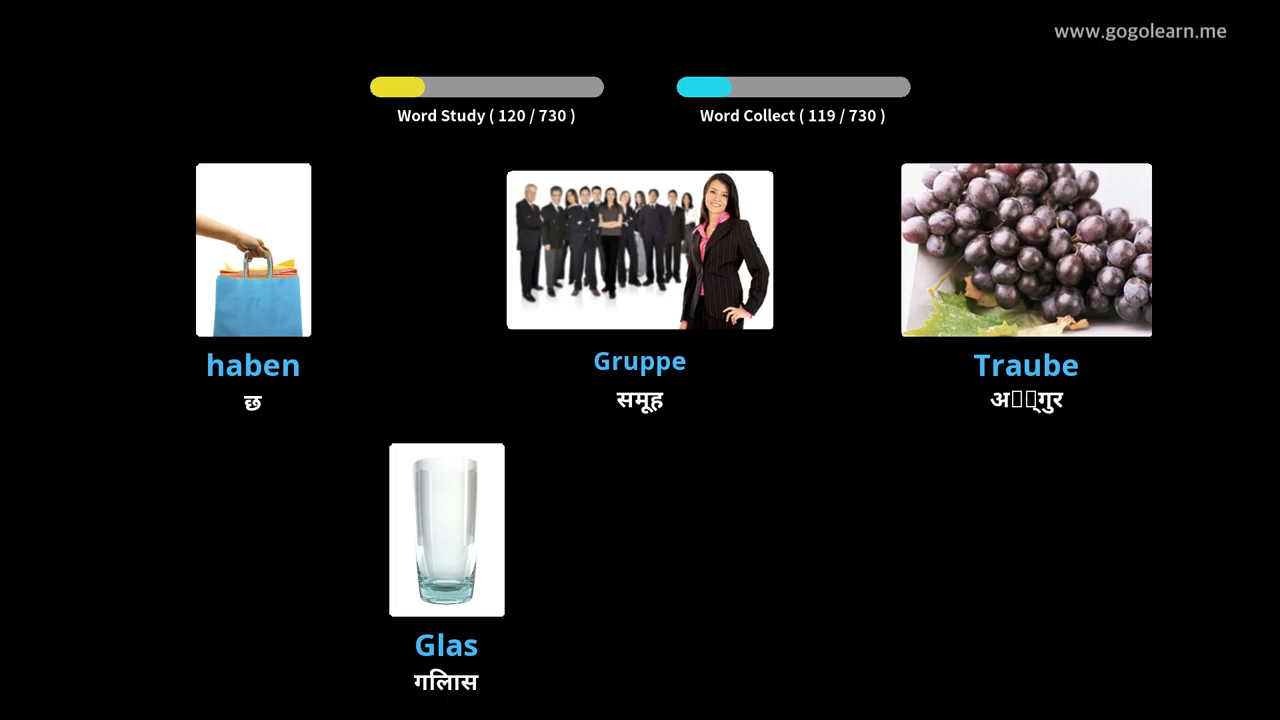 www.gogolearn.me
Word Study ( 120 / 730 )
Word Collect ( 119 / 730 )
haben
छ
Gruppe
समूह
Traube
Glas
गलिास